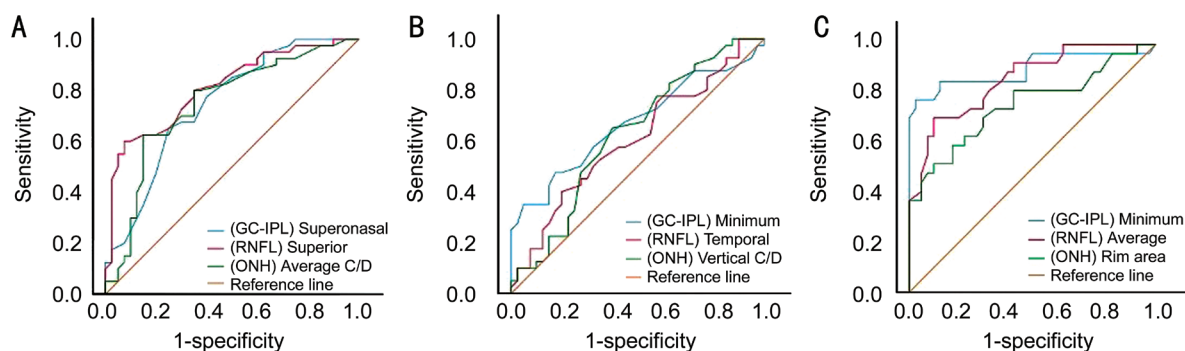 A
Sensitivity
1.0
0.8
0.6
0.4
0.2
0.0
0.0 0.2 0.4 0.6 0.8 1.0
1-specificity
(GC-IPL) Superonasal
(RNFL) Superior
(ONH) Average C/D
Reference line
B
Sensitivity
1.0
0.8
0.6
0.4
0.2
0.0
0.0 0.2 0.4 0.6 0.8 1.0
1-specificity
(GC-IPL) Minimum
(RNFL) Temporal
(ONH) Vertical C/D
Reference line
C
Sensitivity
1.0
0.8
0.6
0.4
0.2
0.0
0.0 0.2 0.4 0.6 0.8 1.0
1-specificity
(GC-IPL) Minimum
(RNFL) Average
(ONH) Rim area
Reference line